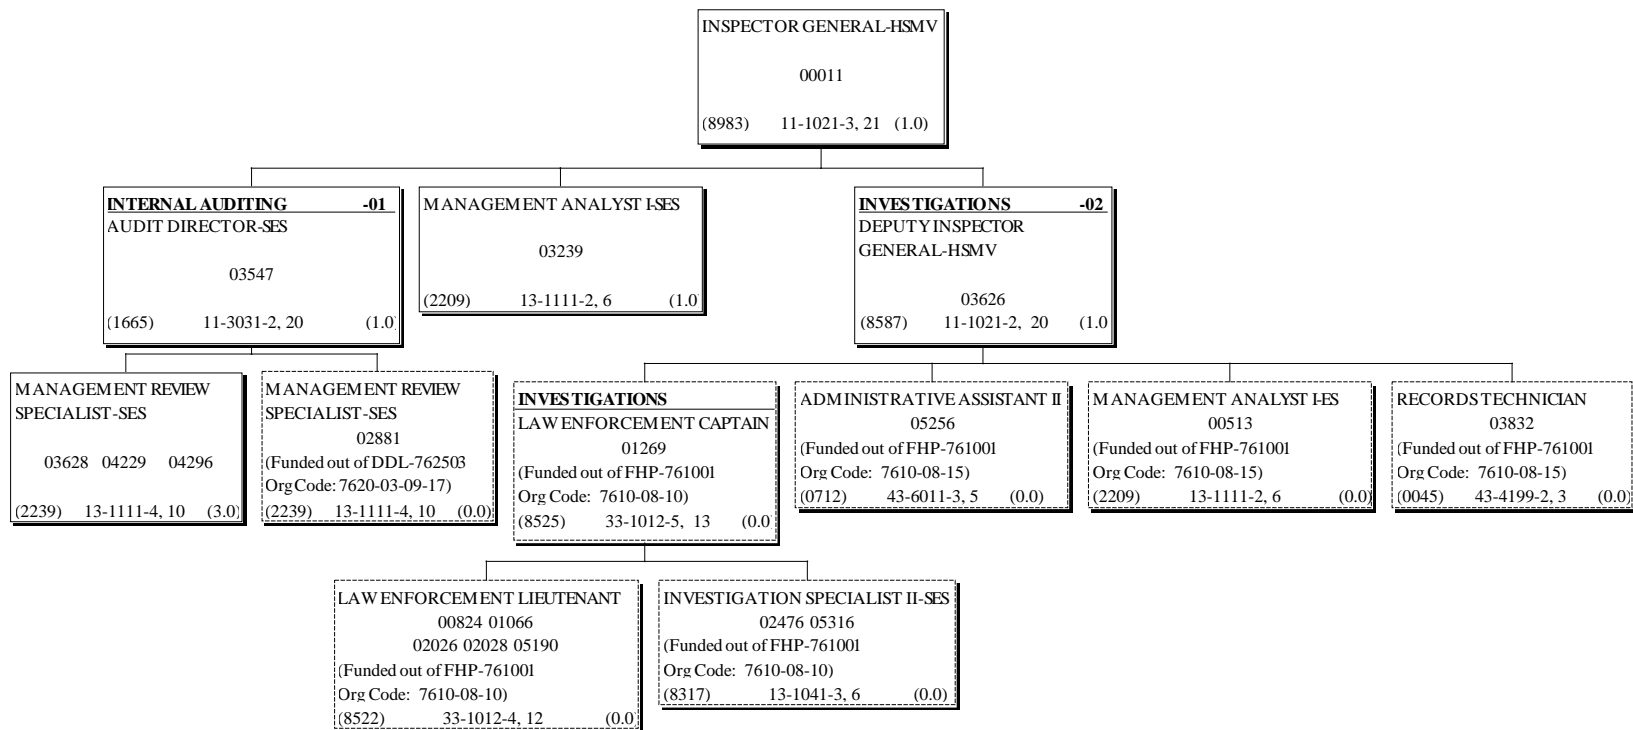 INSPECTOR GENERAL-HSMV
00011
(8983) 11-1021-3, 21 (1.0)
INTERNAL AUDITING -01
AUDIT DIRECTOR-SES
03547
(1665) 11-3031-2, 20 (1.0)
MANAGEMENT ANALYST I-SES
03239
(2209) 13-1111-2, 6 (1.0)
INVESTIGATIONS -02
DEPUTY INSPECTOR
GENERAL-HSMV
03626
(8587) 11-1021-2, 20 (1.0
MANAGEMENT REVIEW
SPECIALIST-SES
03628 04229 04296
(2239) 13-1111-4, 10 (3.0)
MANAGEMENT REVIEW
SPECIALIST-SES
02881
(Funded out of DDL-762503
Org Code: 7620-03-09-17)
(2239) 13-1111-4, 10 (0.0)
INVESTIGATIONS
LAW ENFORCEMENT CAPTAIN
01269
(Funded out of FHP-761001
Org Code: 7610-08-10)
(8525) 33-1012-5, 13 (0.0
ADMINISTRATIVE ASSISTANT II
05256
(Funded out of FHP-761001
Org Code: 7610-08-15)
(0712) 43-6011-3, 5 (0.0)
MANAGEMENT ANALYST I-ES
00513
(Funded out of FHP-761001
Org Code: 7610-08-15)
(2209) 13-1111-2, 6 (0.0)
RECORDS TECHNICIAN
03832
(Funded out of FHP-761001
Org Code: 7610-08-15)
(0045) 43-4199-2, 3 (0.0)
LAW ENFORCEMENT LIEUTENANT
00824 01066
02026 02028 05190
(Funded out of FHP-761001
Org Code: 7610-08-10)
(8522) 33-1012-4, 12 (0.0
INVESTIGATION SPECIALIST II-SES
02476 05316
(Funded out of FHP-761001
Org Code: 7610-08-10)
(8317) 13-1041-3, 6 (0.0)